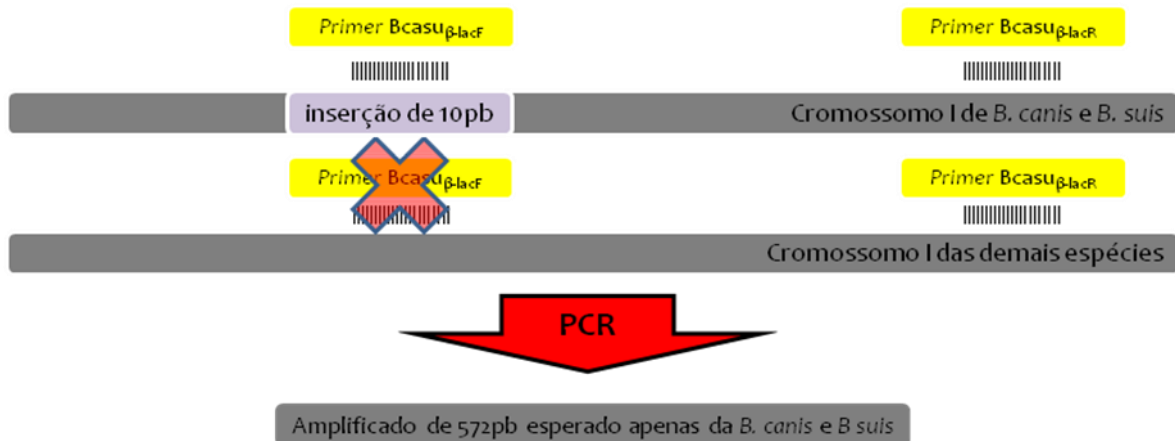 Primer Bcasuβ-lacF Primer Bcasuβ-lacR
inserção de 10pb Cromossomo I de B. canis e B. suis
Primer Bcasuβ-lacF Primer Bcasuβ-lacR
Cromossomo I das demais espécies
PCR
Amplificado de 572pb esperado apenas da B. canis e B suis